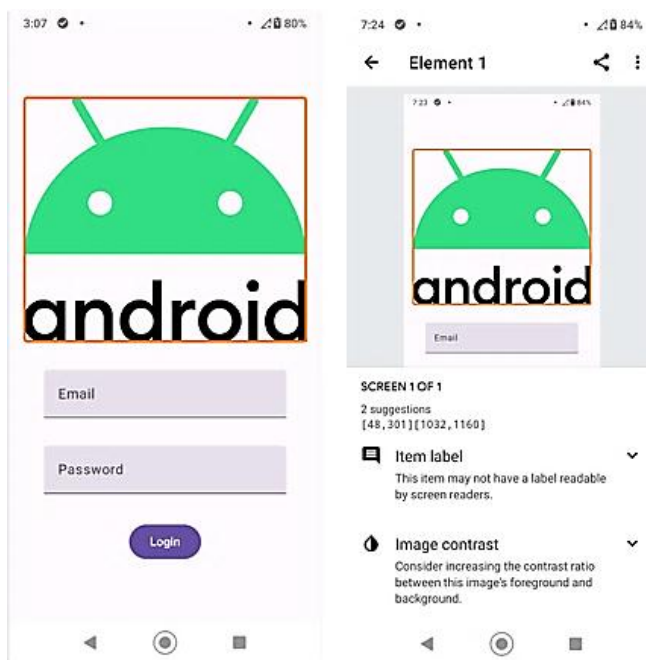 3:07
80%
android
Email
Password
Login
7:24
84%
Element 1
7:23
84%
android
Email
SCREEN 1 OF 1
2 suggestions
[48,301][1032,1160]
Item label
This item may not have a label readable
by screen readers.
Image contrast
Consider increasing the contrast ratio
between this image's foreground and
background.